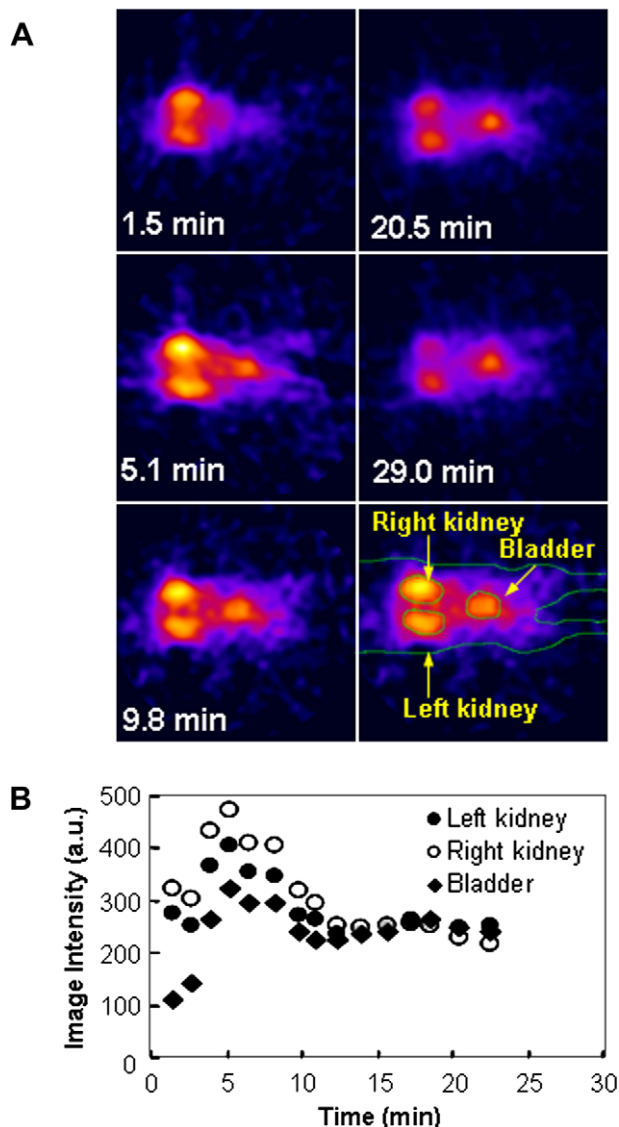 A
1.5 min
20.5 min
5.1 min
29.0 min
9.8 min
Right kidney
Bladder
Left kidney
B
Image Intensity (a.u.)
500
400
300
200
100
0
Left kidney
Right kidney
Bladder
0 5 10 15 20 25 30
Time (min)